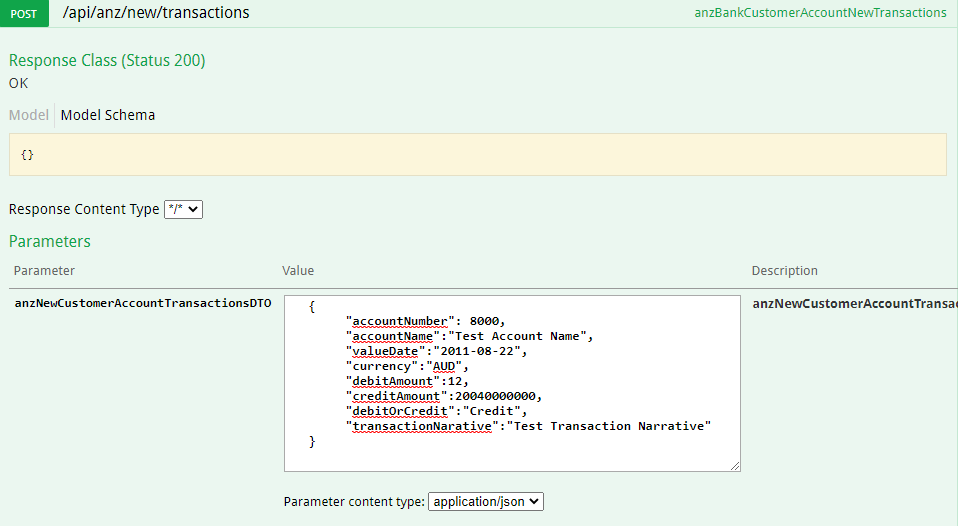 POST /api/anz/new/transactions anzBankCustomerAccountNewTransactions
Response Class (Status 200)
OK
Model Model Schema
{}
Response Content Type */*
Parameters
Parameter Value Description
anzNewCustomerAccountTransactionsDTO { anzNewCustomerAccountTransac
"accountNumber": 8000,
"accountName":"Test Account Name",
"valueDate":"2011-08-22",
"currency":"AUD",
"debitAmount":12,
"creditAmount":20040000000,
"debitOrCredit":"Credit",
"transactionNarative":"Test Transaction Narrative"
}
Parameter content type: application/json